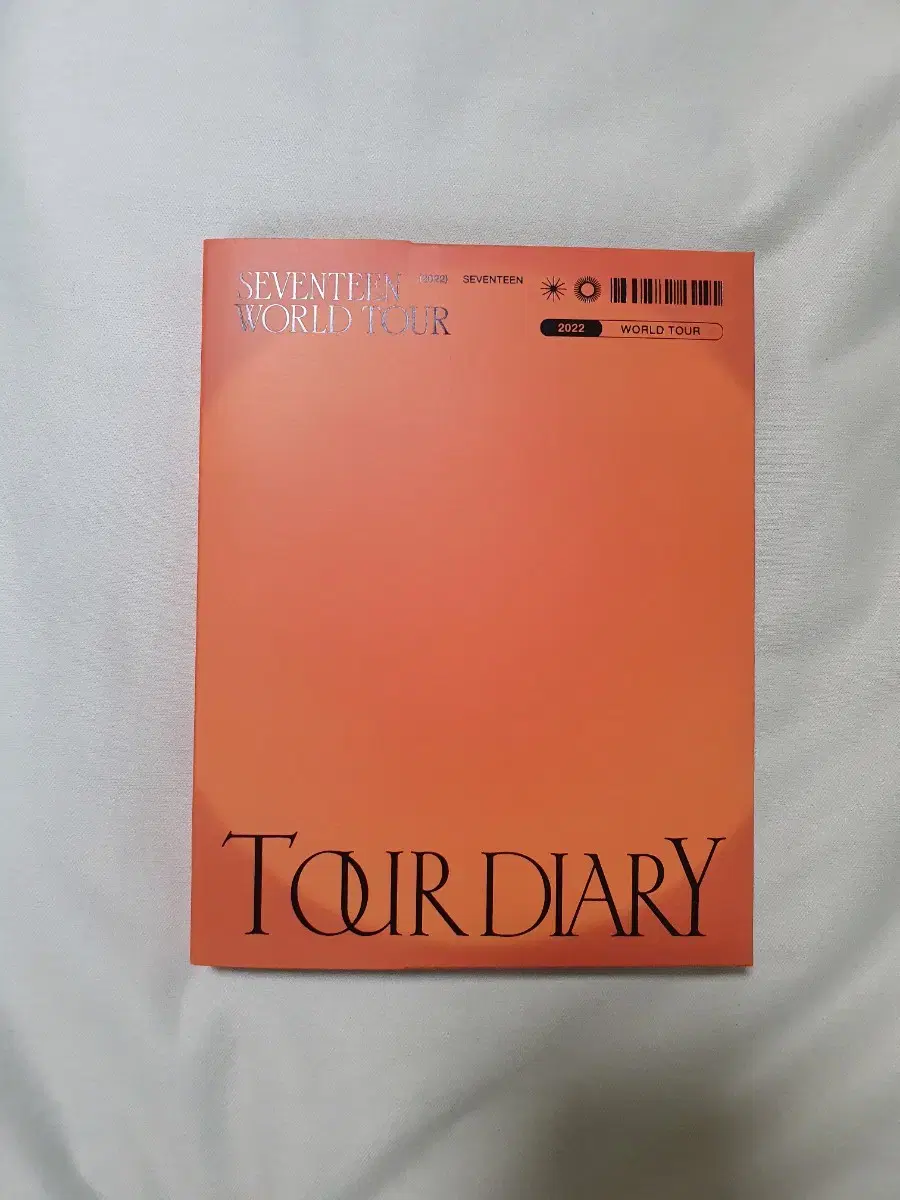 SEVENTEEN
WORLD TOUR
(2022) SEVENTEEN
2022 WORLD TOUR
TOUR DIARY